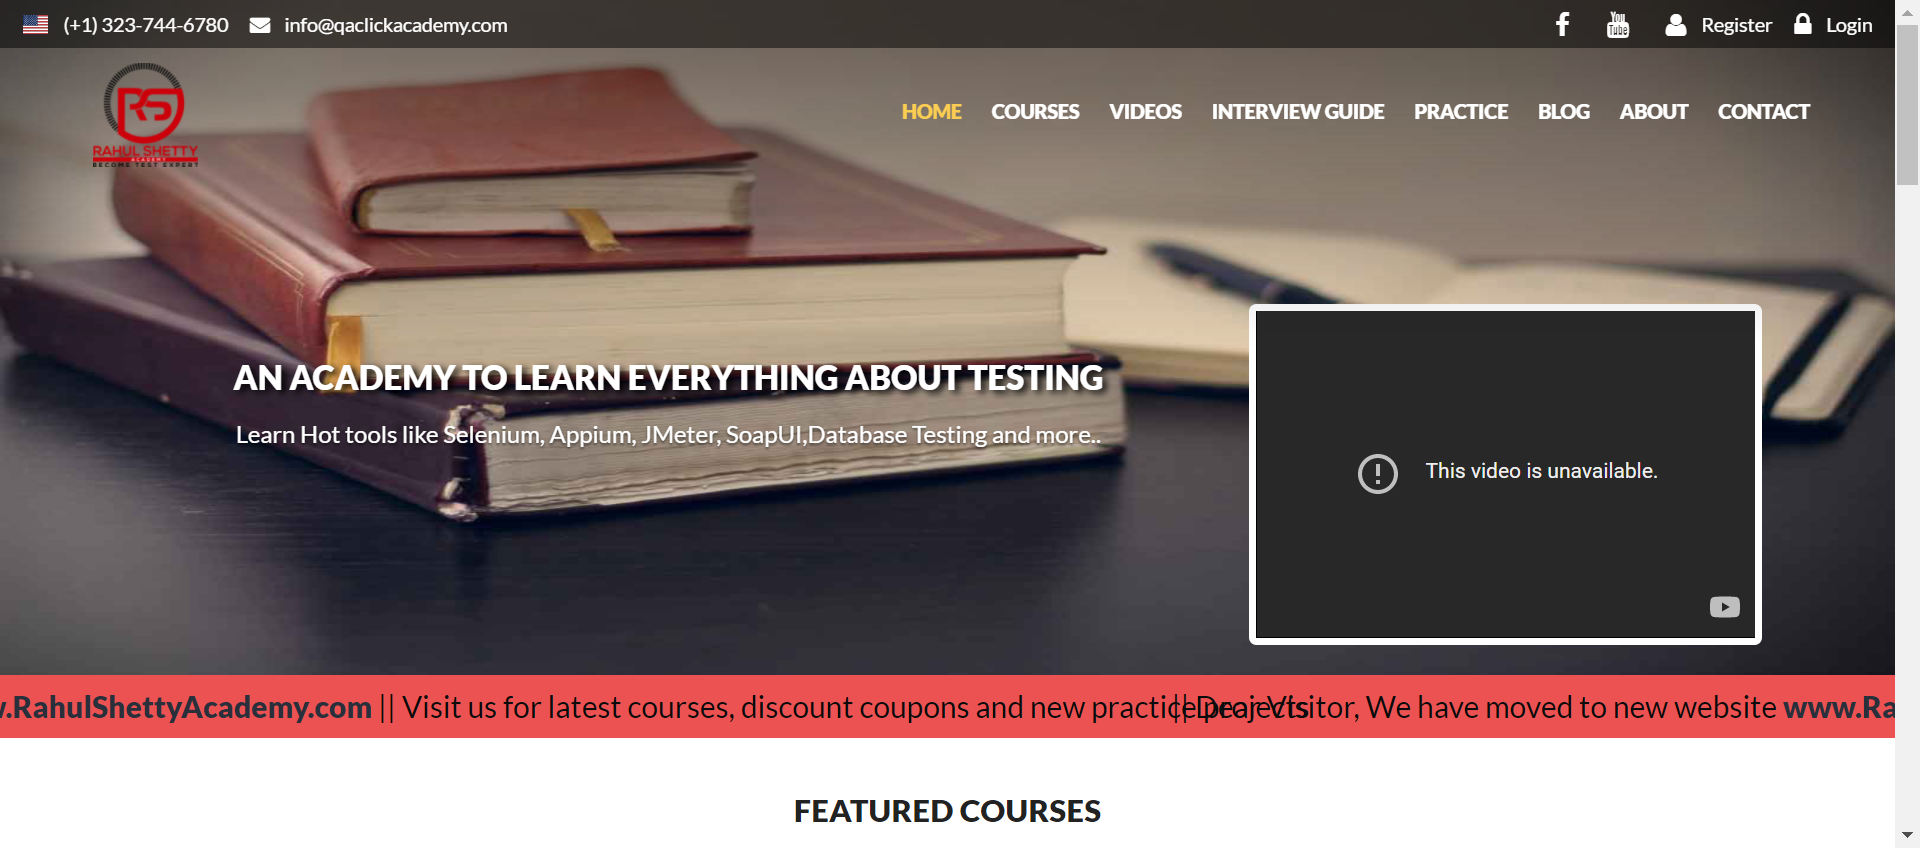 (+1) 323-744-6780 info@qaclickacademy.com Register Login
RS
RAHUL SHETTY
ACADEMY
BECOME TEST EXPERT
HOME COURSES VIDEOS INTERVIEW GUIDE PRACTICE BLOG ABOUT CONTACT
AN ACADEMY TO LEARN EVERYTHING ABOUT TESTING
Learn Hot tools like Selenium, Appium, JMeter, SoapUI,Database Testing and more..
This video is unavailable.
w.RahulShettyAcademy.com || Visit us for latest courses, discount coupons and new practice projects || Dear Visitor, We have moved to new website www.Ra
FEATURED COURSES